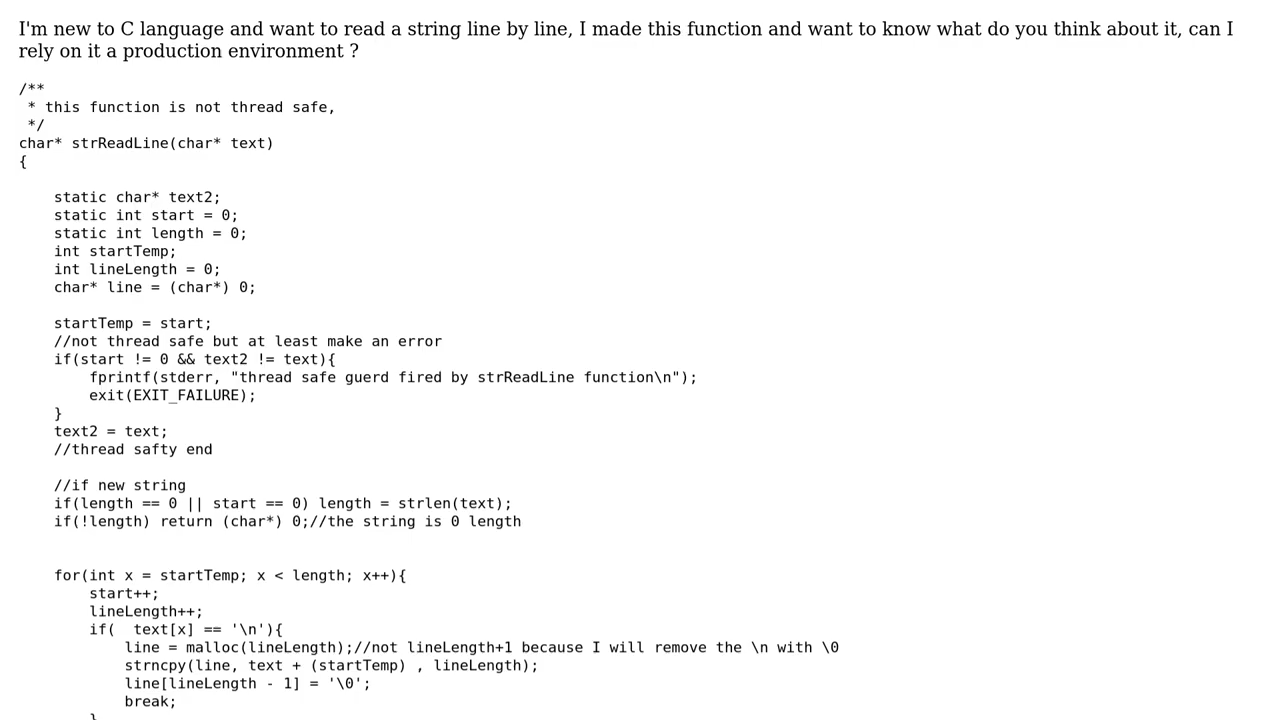 I'm new to C language and want to read a string line by line, I made this function and want to know what do you think about it, can I
rely on it a production environment ?
/**
 * this function is not thread safe,
 */
char* strReadLine(char* text)
{
    static char* text2;
    static int start = 0;
    static int length = 0;
    int startTemp;
    int lineLength = 0;
    char* line = (char*) 0;
    startTemp = start;
    //not thread safe but at least make an error
    if(start != 0 && text2 != text){
        fprintf(stderr, "thread safe guerd fired by strReadLine function\n");
        exit(EXIT_FAILURE);
    }
    text2 = text;
    //thread safty end
    //if new string
    if(length == 0 || start == 0) length = strlen(text);
    if(!length) return (char*) 0;//the string is 0 length
    for(int x = startTemp; x < length; x++){
        start++;
        lineLength++;
        if(  text[x] == '\n'){
            line = malloc(lineLength);//not lineLength+1 because I will remove the \n with \0
            strncpy(line, text + (startTemp) , lineLength);
            line[lineLength - 1] = '\0';
            break;
        }